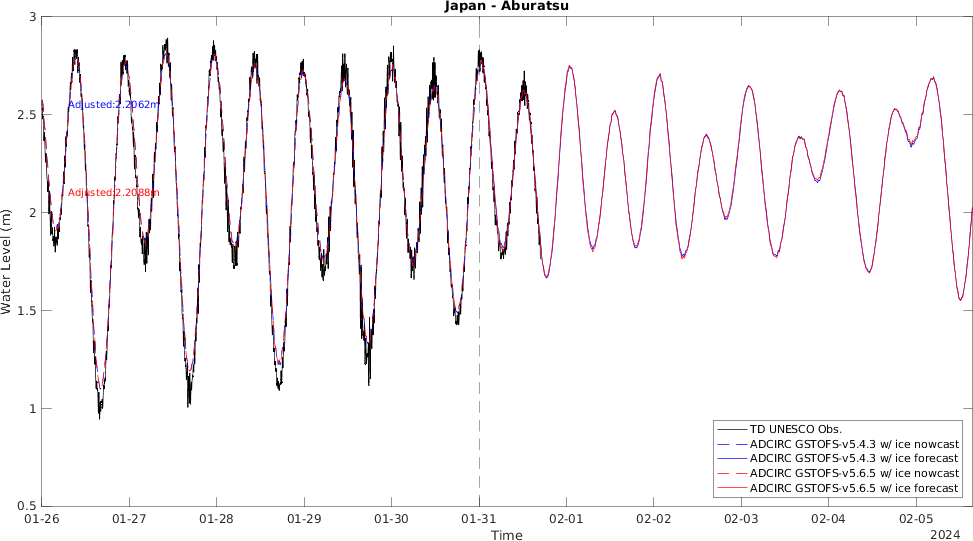 Japan - Aburatsu
3
2.5
2
1.5
1
0.5
Water Level (m)
Adjusted:2.2062m
Adjusted:2.2088m
TD UNESCO Obs.
ADCIRC GSTOFS-v5.4.3 w/ ice nowcast
ADCIRC GSTOFS-v5.4.3 w/ ice forecast
ADCIRC GSTOFS-v5.6.5 w/ ice nowcast
ADCIRC GSTOFS-v5.6.5 w/ ice forecast
01-26 01-27 01-28 01-29 01-30 01-31 02-01 02-02 02-03 02-04 02-05
Time
2024